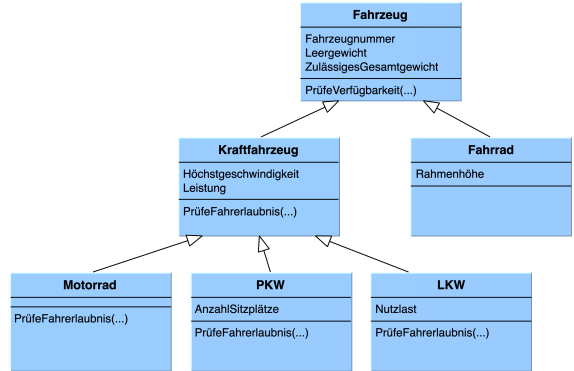 Fahrzeug
Fahrzeugnummer
Leergewicht
ZulässigesGesamtgewicht
PrüfeVerfügbarkeit(...)
Kraftfahrzeug
Höchstgeschwindigkeit
Leistung
PrüfeFahrerlaubnis(...)
Fahrrad
Rahmenhöhe
Motorrad
PrüfeFahrerlaubnis(...)
PKW
AnzahlSitzplätze
PrüfeFahrerlaubnis(...)
LKW
Nutzlast
PrüfeFahrerlaubnis(...)